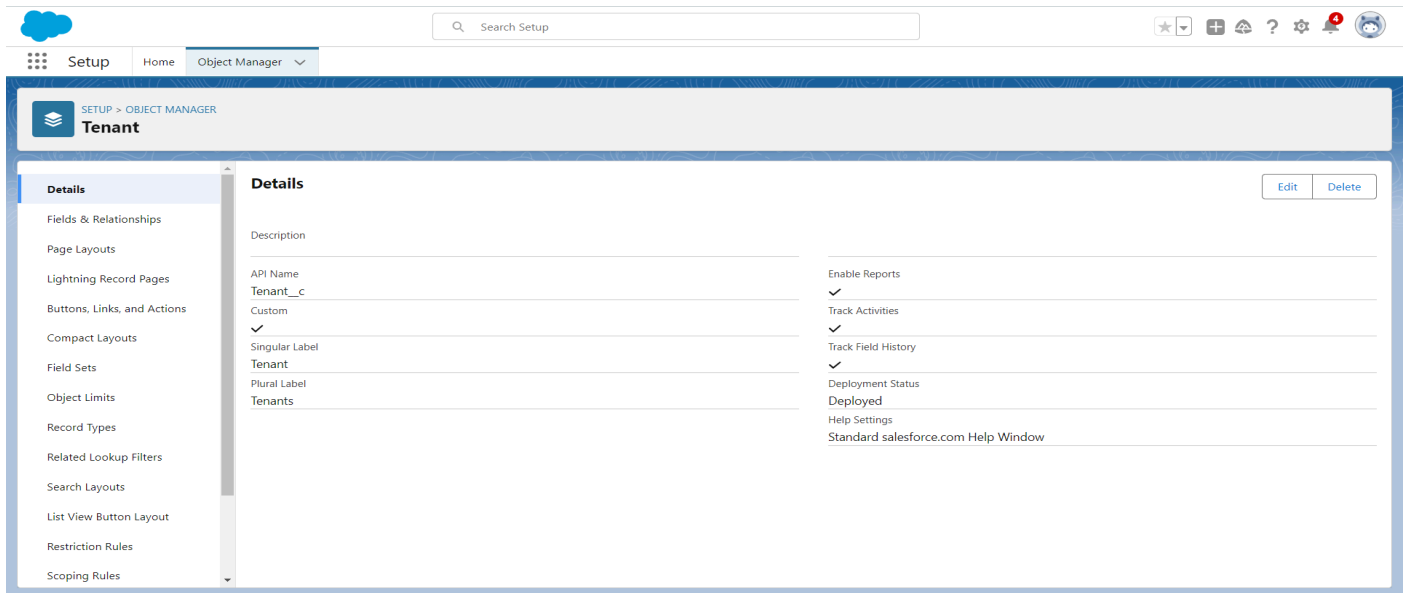 Search Setup
4
Setup
Home
Object Manager
SETUP > OBJECT MANAGER
Tenant
Details
Fields & Relationships
Page Layouts
Lightning Record Pages
Buttons, Links, and Actions
Compact Layouts
Field Sets
Object Limits
Record Types
Related Lookup Filters
Search Layouts
List View Button Layout
Restriction Rules
Scoping Rules
Details
Edit
Delete
Description
API Name
Tenant__c
Custom
Singular Label
Tenant
Plural Label
Tenants
Enable Reports
Track Activities
Track Field History
Deployment Status
Deployed
Help Settings
Standard salesforce.com Help Window